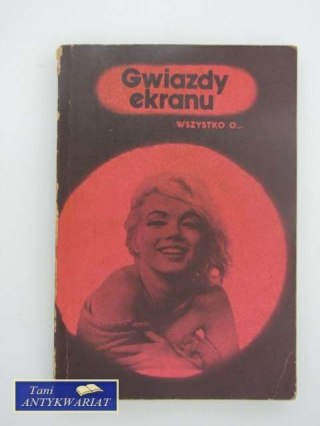 Gwiazdy
ekranu
WSZYSTKO O...
Tani
ANTYKWARIAT